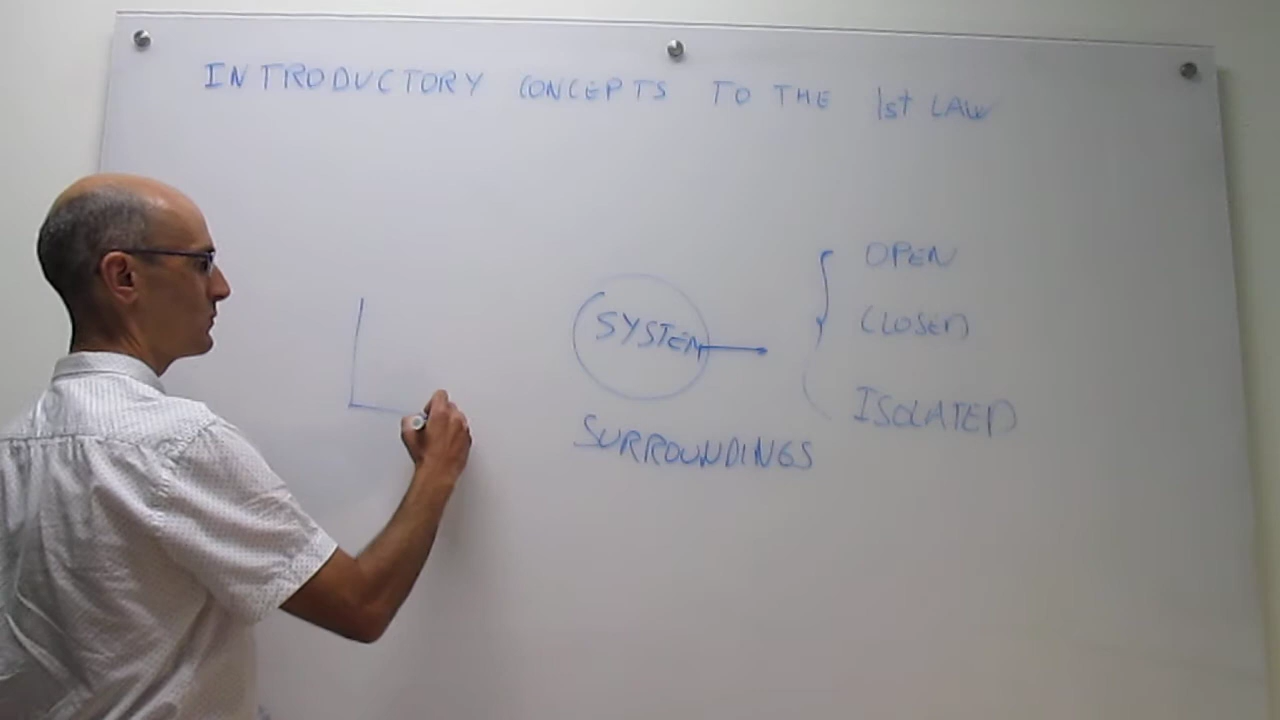 INTRODUCTORY CONCEPTS TO THE 1st LAW
OPEN
SYSTEM
CLOSED
ISOLATED
SURROUNDINGS